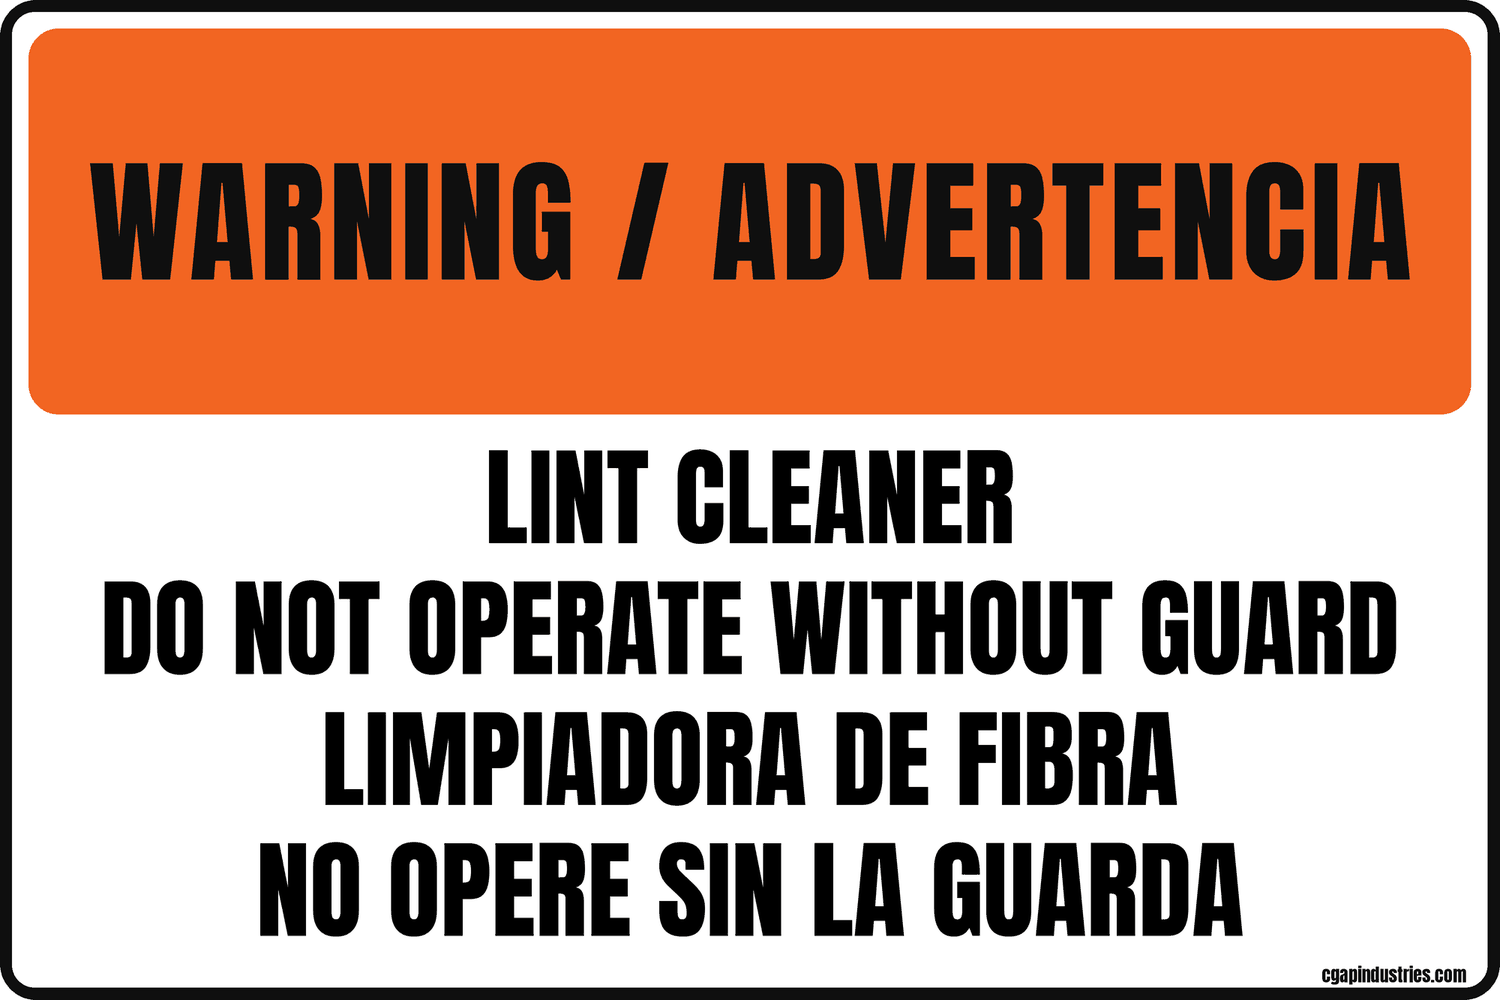 WARNING / ADVERTENCIA
LINT CLEANER
DO NOT OPERATE WITHOUT GUARD
LIMPIADORA DE FIBRA
NO OPERE SIN LA GUARDA
cgapindustries.com